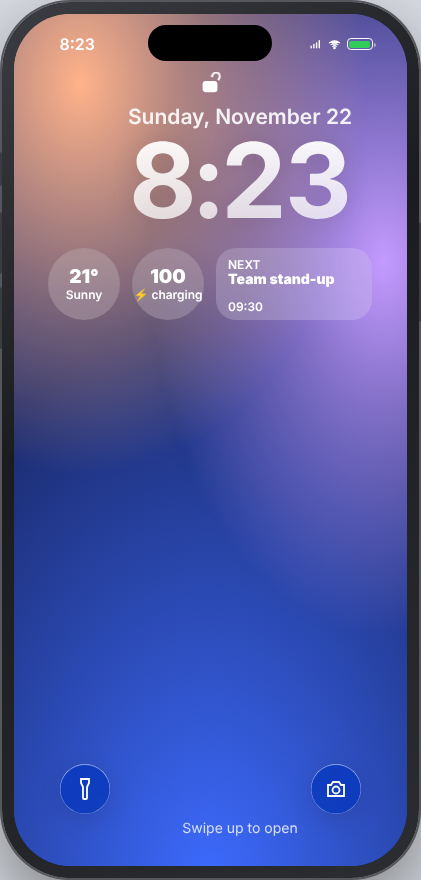 8:23
Sunday, November 22
8:23
21°
Sunny
100
⚡ charging
NEXT
Team stand-up
09:30
Swipe up to open